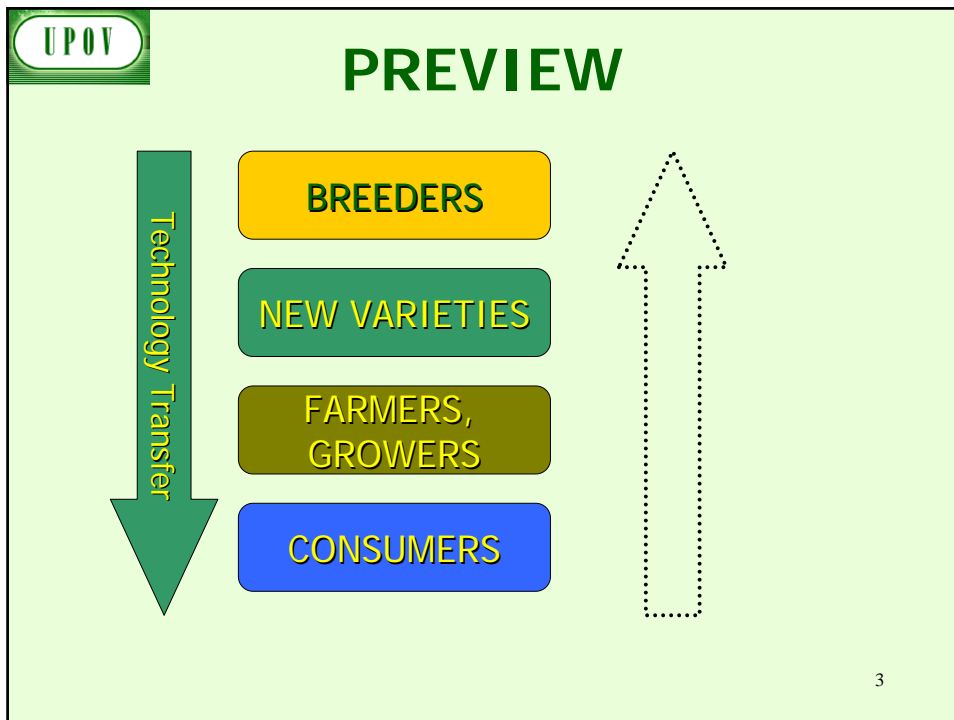 UPOV
PREVIEW
Technology Transfer
BREEDERS
NEW VARIETIES
FARMERS,
GROWERS
CONSUMERS
3